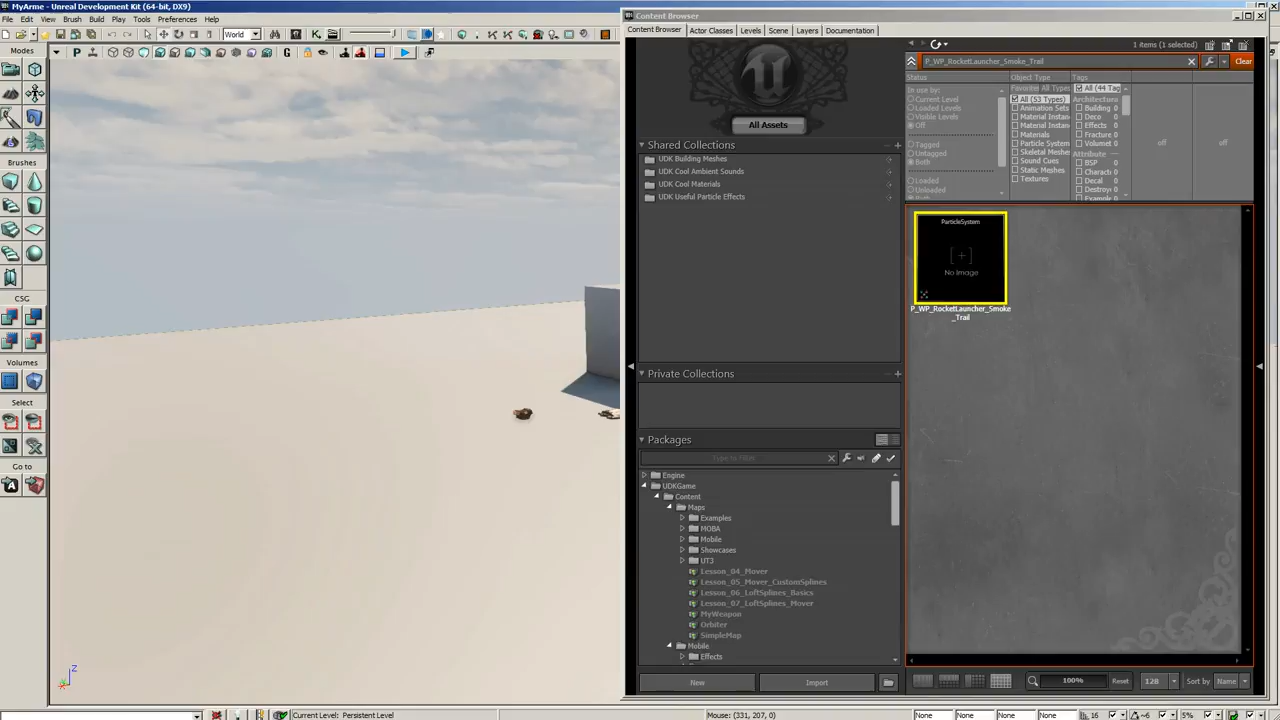 MyArme - Unreal Development Kit (64-bit, DX9)
File Edit View Brush Build Play Tools Preferences Help
World
P G
Modes
Brushes
CSG
Volumes
Select
Go to
Z
Content Browser
Content Browser Actor Classes Levels Scene Layers Documentation
All Assets
Shared Collections
UDK Building Meshes
UDK Cool Ambient Sounds
UDK Cool Materials
UDK Useful Particle Effects
Private Collections
Packages
Type to Filter
Engine
UDKGame
Content
Maps
Examples
MOBA
Mobile
Showcases
UT3
Lesson_04_Mover
Lesson_05_Mover_CustomSplines
Lesson_06_LoftSplines_Basics
Lesson_07_LoftSplines_Mover
MyWeapon
Orbiter
SimpleMap
Mobile
Effects
New Import
1 items (1 selected)
P_WP_RocketLauncher_Smoke_Trail Clear
Status
In use by:
Current Level
Loaded Levels
Visible Levels
Off
Tagged
Untagged
Both
Loaded
Unloaded
Object Type
Favorites All Types
All (53 Types)
Animation Sets
Material Instan
Material Instan
Materials
Particle System
Skeletal Meshes
Sound Cues
Static Meshes
Textures
Tags
All (44 Tag
Architectura
Building 0
Deco 0
Effects 0
Fracture 0
Volumet 0
Attribute
BSP 0
Charact 0
Decal 0
Destroy 0
Example 0
off off
ParticleSystem
[+]
No Image
P_WP_RocketLauncher_Smoke
_Trail
100% Reset 128 Sort by Name
Current Level: Persistent Level Mouse: (331, 207, 0) None None None None 16 ~6 5%